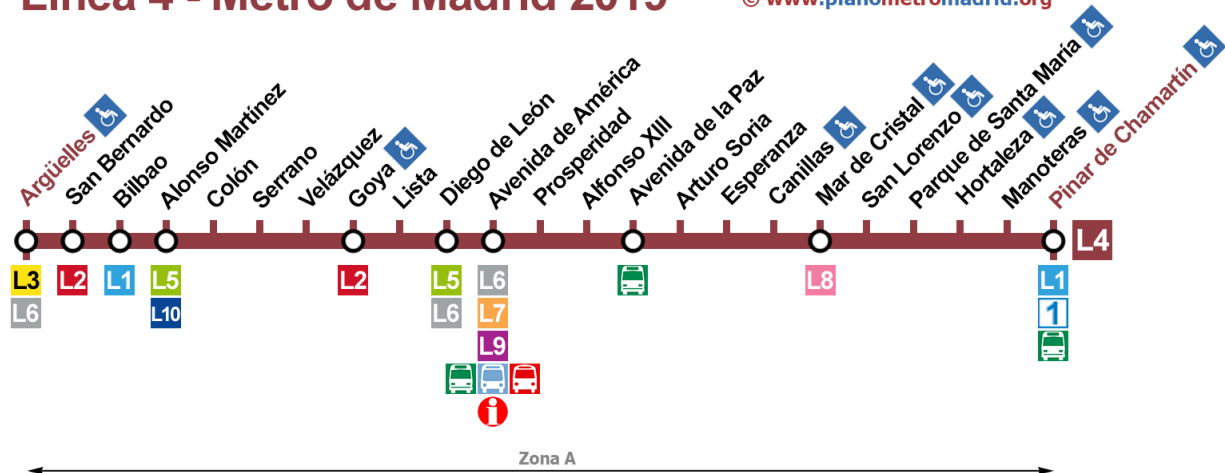 Línea 4 - Metro de Madrid 2019
© www.planometromadrid.org
Argüelles
San Bernardo
Bilbao
Alonso Martínez
Colón
Serrano
Velázquez
Goya
Lista
Diego de León
Avenida de América
Prosperidad
Alfonso XIII
Avenida de la Paz
Arturo Soria
Esperanza
Canillas
Mar de Cristal
San Lorenzo
Parque de Santa María
Hortaleza
Manoteras
Pinar de Chamartín
L4
L3 L2 L1 L5 L2 L5 L6 L8 L1
L6 L10 L6 L7 1
L9
i
Zona A